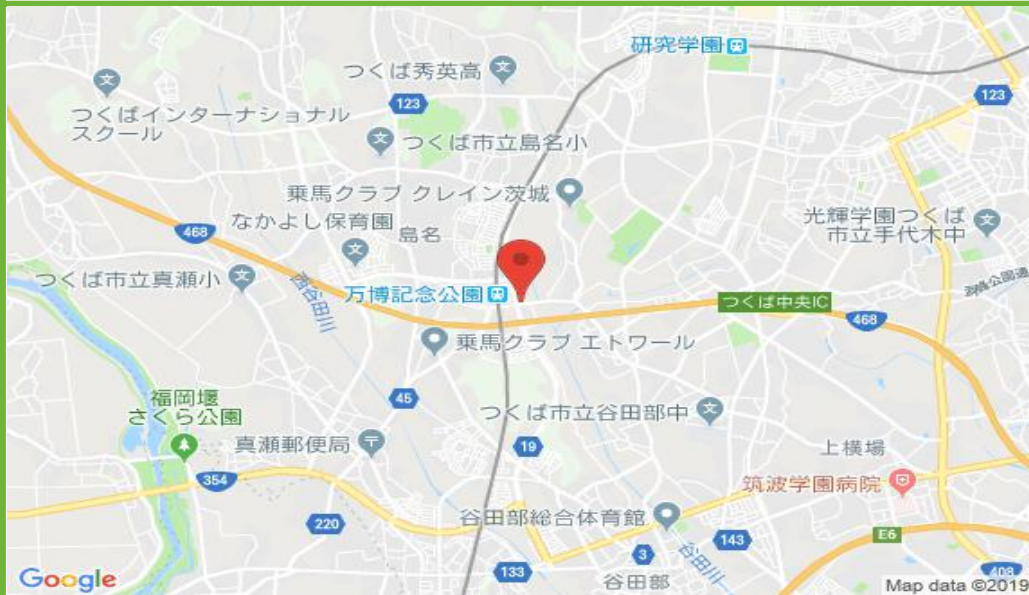 研究学園
つくば秀英高
123
123
つくばインターナショナル
スクール
つくば市立島名小
乗馬クラブ クレイン茨城
なかよし保育園
島名
468
光輝学園つくば
市立手代木中
つくば市立真瀬小
西谷田川
万博記念公園
つくば中央IC
468
乗馬クラブ エトワール
福岡堰
さくら公園
45
つくば市立谷田部中
真瀬郵便局
19
上横場
354
筑波学園病院
220
谷田部総合体育館
143
E6
3
谷田川
133
谷田部
408
Google
Map data ©2019